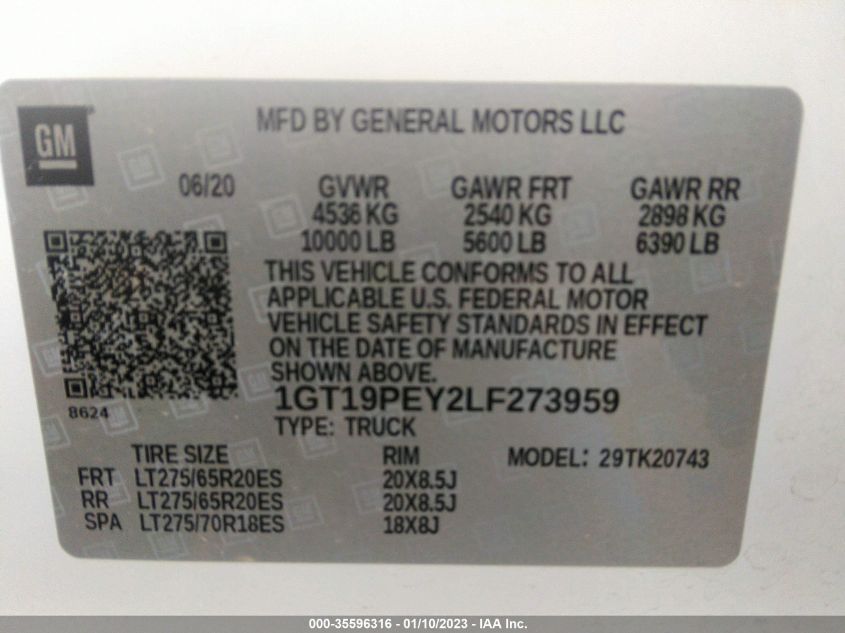 GM
MFD BY GENERAL MOTORS LLC
06/20 GVWR GAWR FRT GAWR RR
4536 KG 2540 KG 2898 KG
10000 LB 5600 LB 6390 LB
THIS VEHICLE CONFORMS TO ALL
APPLICABLE U.S. FEDERAL MOTOR
VEHICLE SAFETY STANDARDS IN EFFECT
ON THE DATE OF MANUFACTURE
SHOWN ABOVE.
8624
1GT19PEY2LF273959
TYPE: TRUCK
TIRE SIZE RIM MODEL: 29TK20743
FRT LT275/65R20ES 20X8.5J
RR LT275/65R20ES 20X8.5J
SPA LT275/70R18ES 18X8J
000-35596316 - 01/10/2023 - IAA Inc.